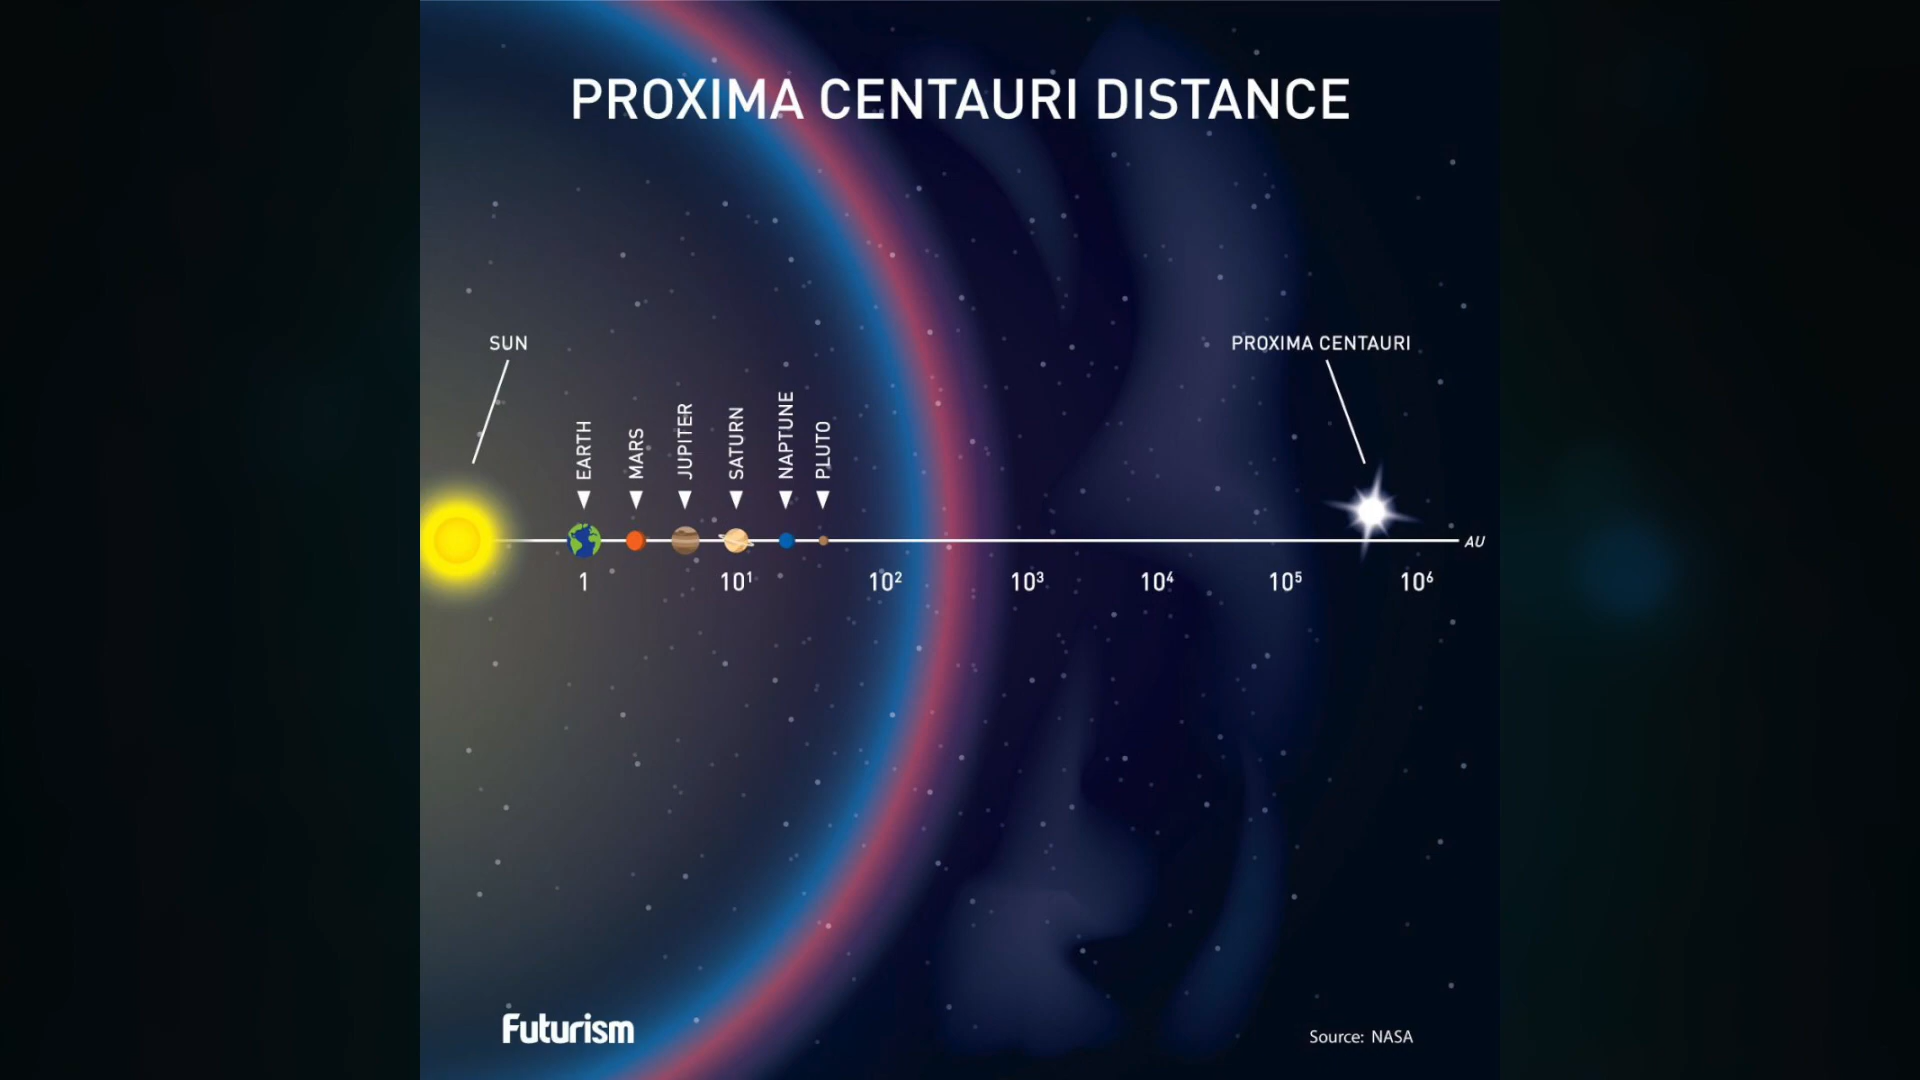 PROXIMA CENTAURI DISTANCE
SUN
PROXIMA CENTAURI
EARTH
MARS
JUPITER
SATURN
NAPTUNE
PLUTO
AU
1
10¹
10²
10³
10⁴
10⁵
10⁶
Futurism
Source: NASA